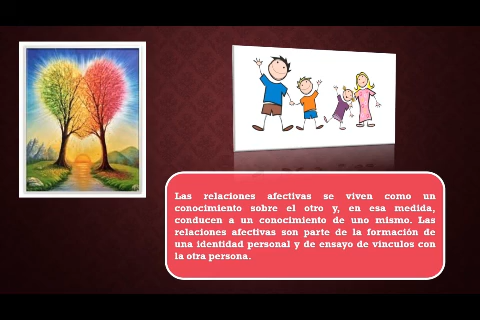 Las relaciones afectivas se viven como un
conocimiento sobre el otro y, en esa medida,
conducen a un conocimiento de uno mismo. Las
relaciones afectivas son parte de la formación de
una identidad personal y de ensayo de vínculos con
la otra persona.